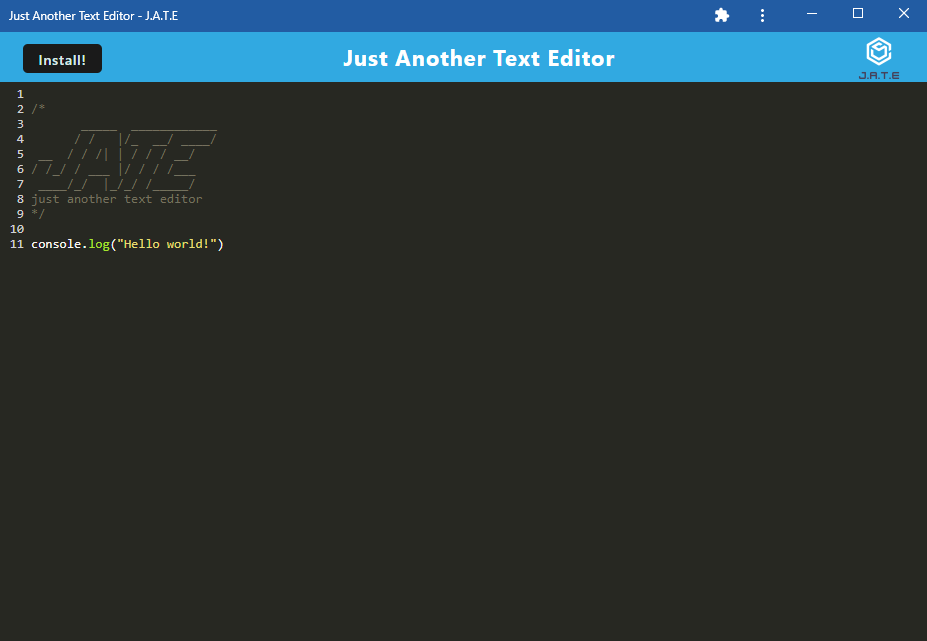 Just Another Text Editor - J.A.T.E
Install!
Just Another Text Editor
J.A.T.E
1
2 /*
3        _____  ____________
4       / /   |/_  __/ ____/
5  __  / / /| | / / / __/
6 / /_/ / ___ |/ / / /___
7  ____/_/  |_/_/ /_____/
8 just another text editor
9 */
10
11 console.log("Hello world!")